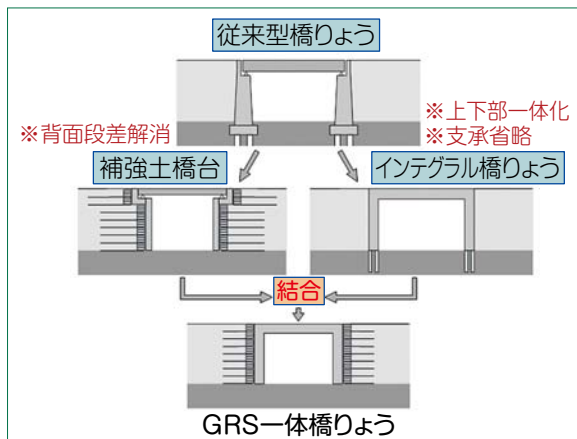 従来型橋りょう
※背面段差解消
※上下部一体化
※支承省略
補強土橋台
インテグラル橋りょう
結合
GRS一体橋りょう